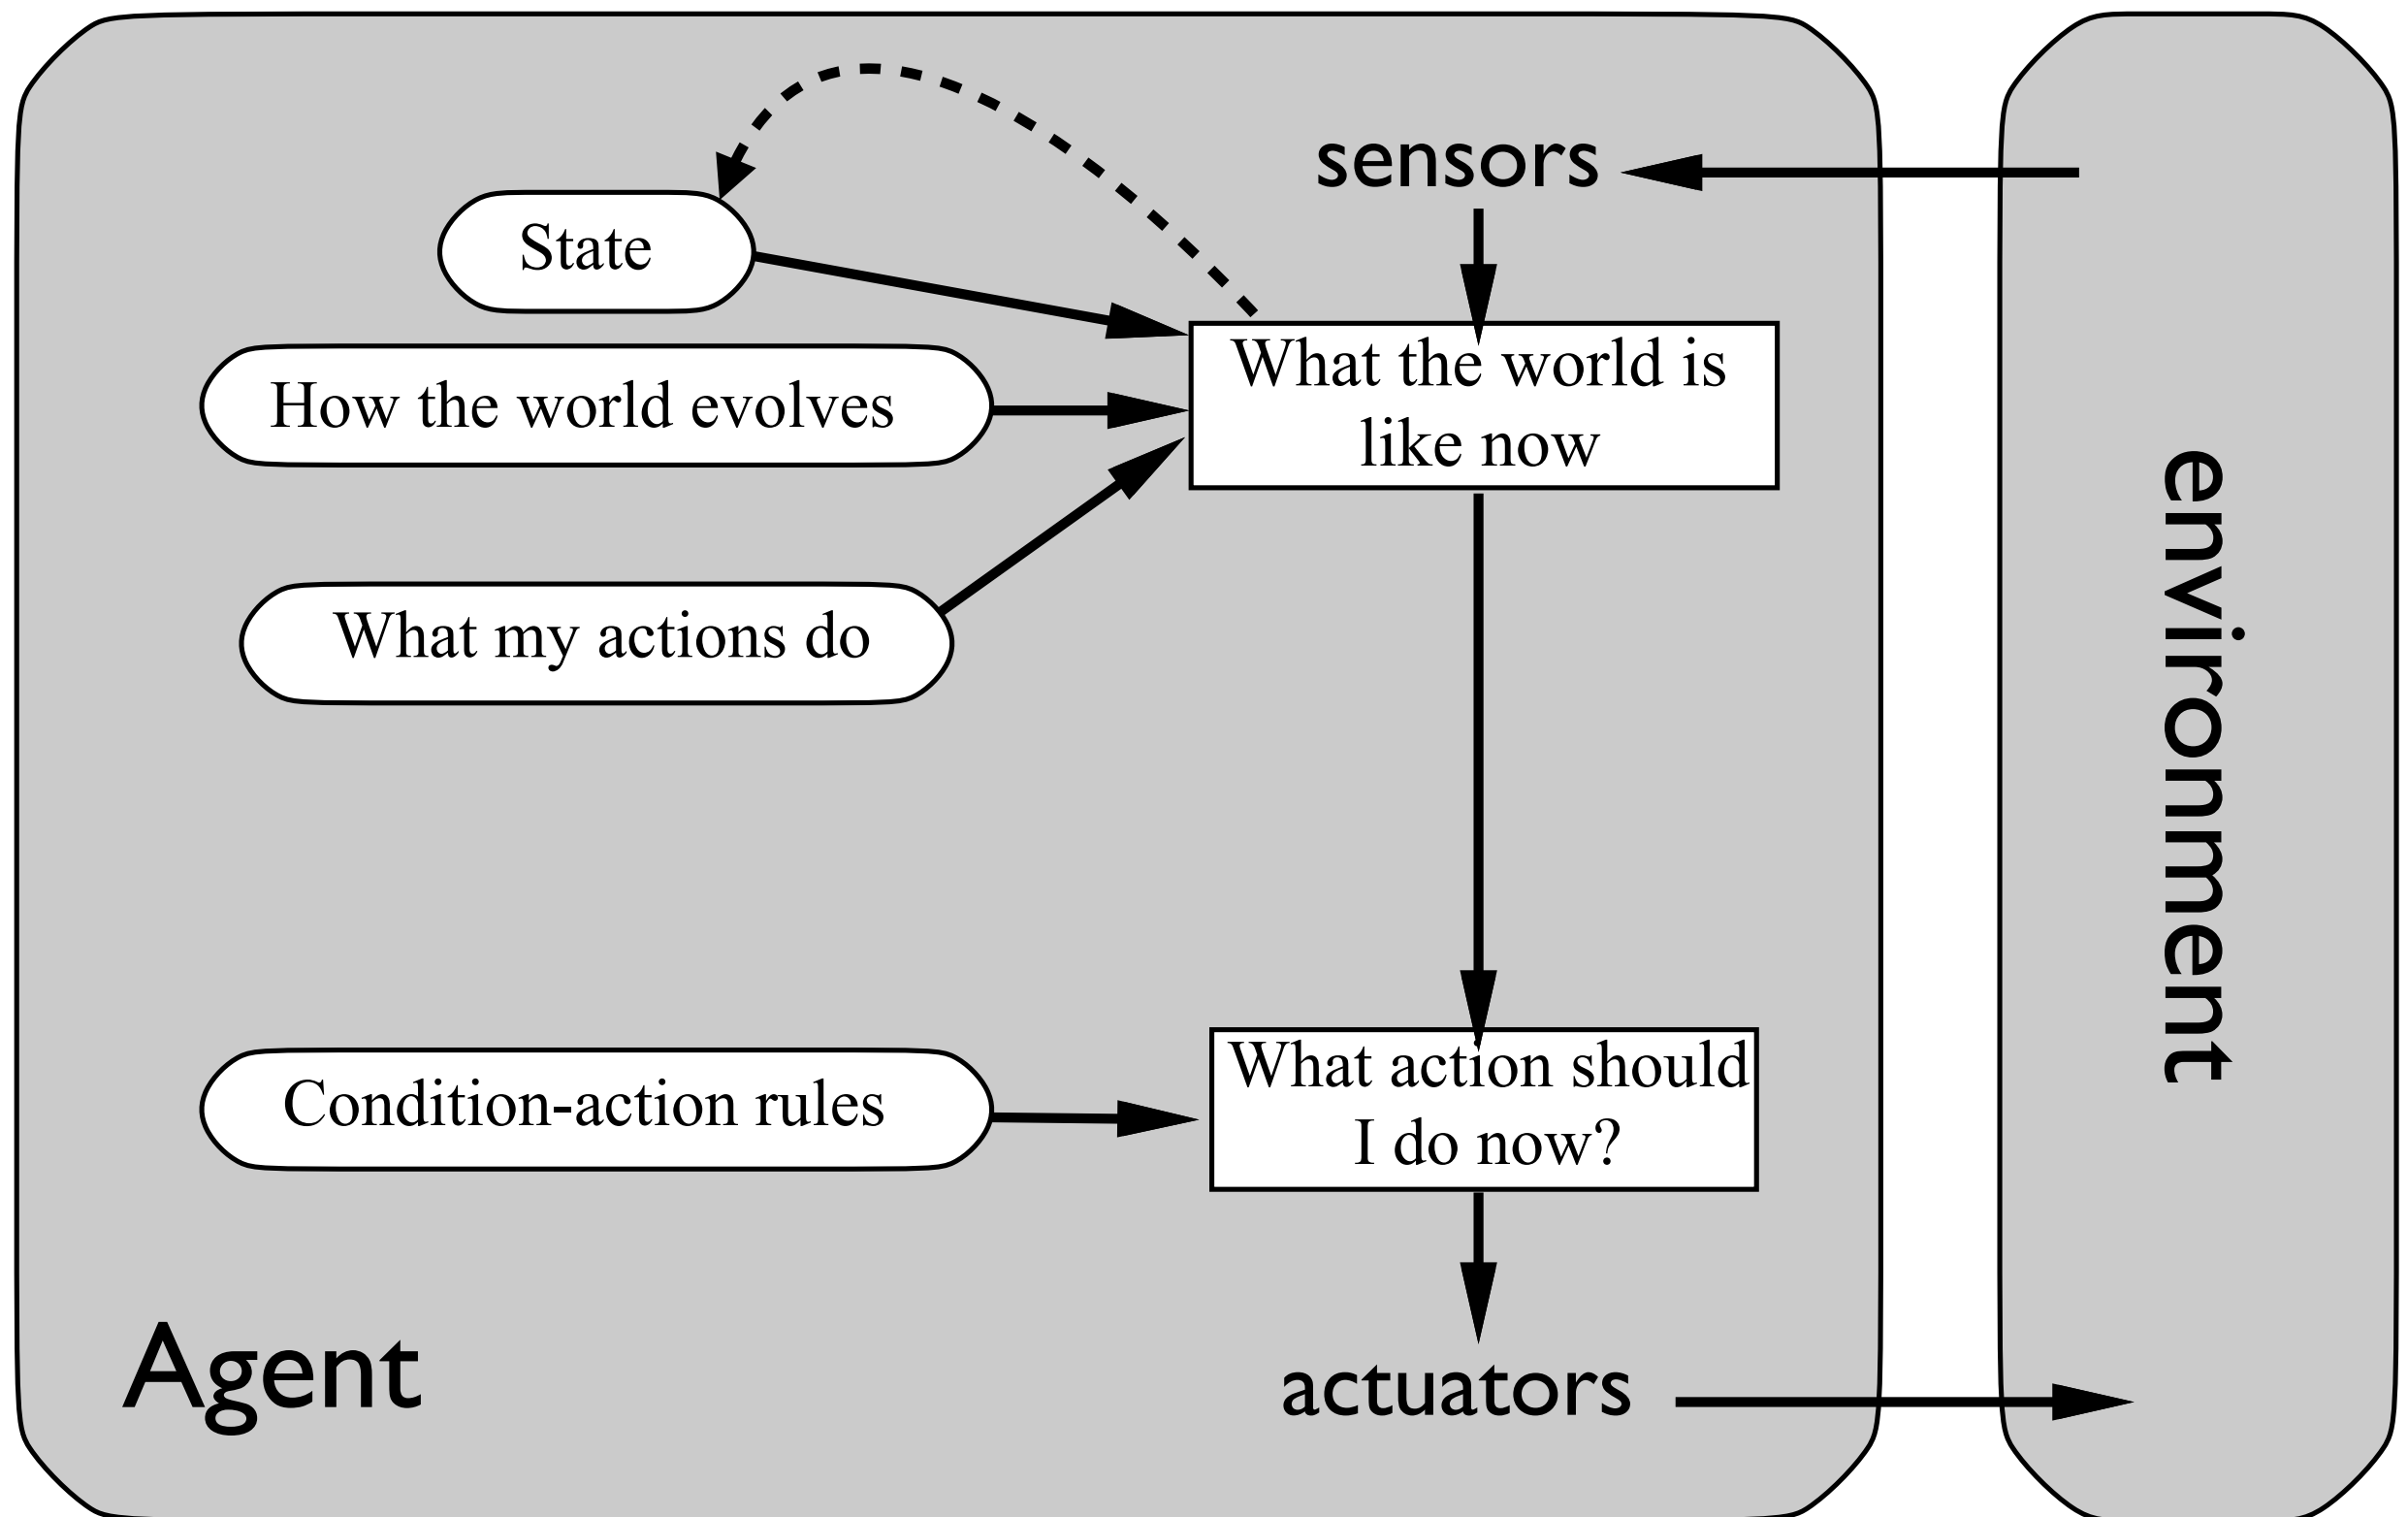 sensors
State
What the world is
like now
How the world evolves
What my actions do
environment
Condition-action rules
What action should
I do now?
Agent
actuators